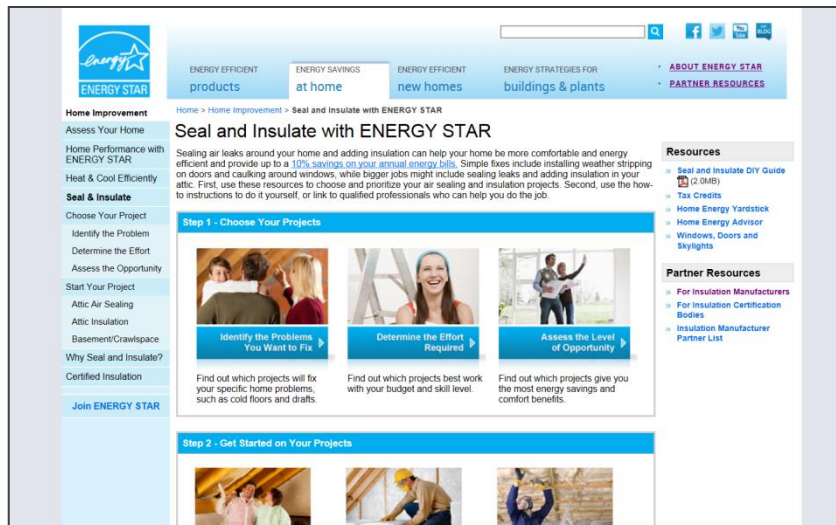 energy
ENERGY STAR
You Tube
BLOG
ENERGY EFFICIENT
products
ENERGY SAVINGS
at home
ENERGY EFFICIENT
new homes
ENERGY STRATEGIES FOR
buildings & plants
ABOUT ENERGY STAR
PARTNER RESOURCES
Home Improvement
Assess Your Home
Home Performance with
ENERGY STAR
Heat & Cool Efficiently
Seal & Insulate
Choose Your Project
Identify the Problem
Determine the Effort
Assess the Opportunity
Start Your Project
Attic Air Sealing
Attic Insulation
Basement/Crawlspace
Why Seal and Insulate?
Certified Insulation
Join ENERGY STAR
Home > Home Improvement > Seal and Insulate with ENERGY STAR
Seal and Insulate with ENERGY STAR
Sealing air leaks around your home and adding insulation can help your home be more comfortable and energy
efficient and provide up to a 10% savings on your annual energy bills. Simple fixes include installing weather stripping
on doors and caulking around windows, while bigger jobs might include sealing leaks and adding insulation in your
attic. First, use these resources to choose and prioritize your air sealing and insulation projects. Second, use the how-
to instructions to do it yourself, or link to qualified professionals who can help you do the job.
Step 1 - Choose Your Projects
Identify the Problems
You Want to Fix
Find out which projects will fix
your specific home problems,
such as cold floors and drafts.
Determine the Effort
Required
Find out which projects best work
with your budget and skill level.
Assess the Level
of Opportunity
Find out which projects give you
the most energy savings and
comfort benefits.
Step 2 - Get Started on Your Projects
Resources
Seal and Insulate DIY Guide
(2.0MB)
Tax Credits
Home Energy Yardstick
Home Energy Advisor
Windows, Doors and
Skylights
Partner Resources
For Insulation Manufacturers
For Insulation Certification
Bodies
Insulation Manufacturer
Partner List